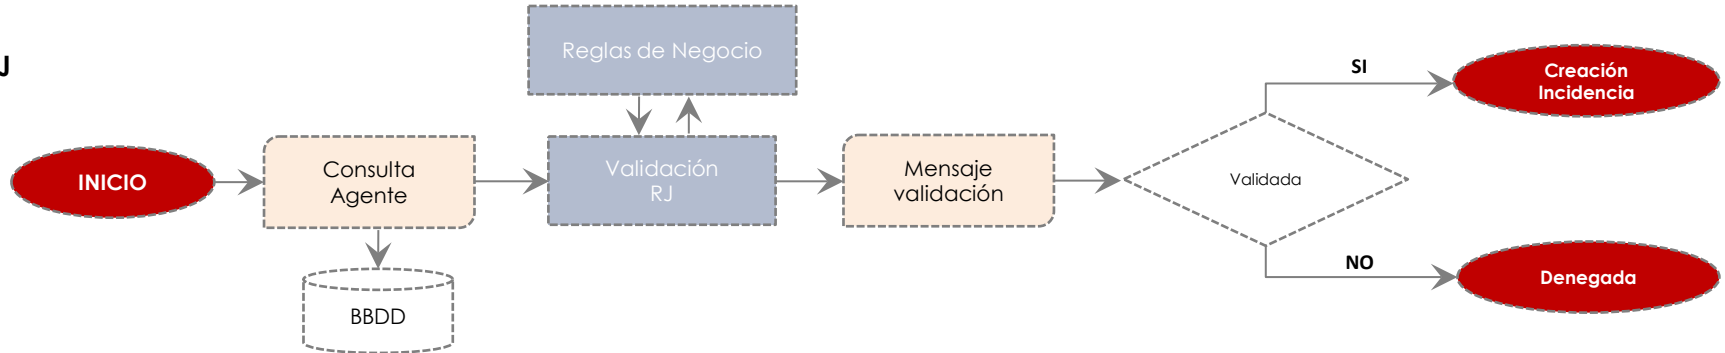 J
Reglas de Negocio
INICIO
Consulta
Agente
BBDD
Validación
RJ
Mensaje
validación
Validada
SI
Creación
Incidencia
NO
Denegada